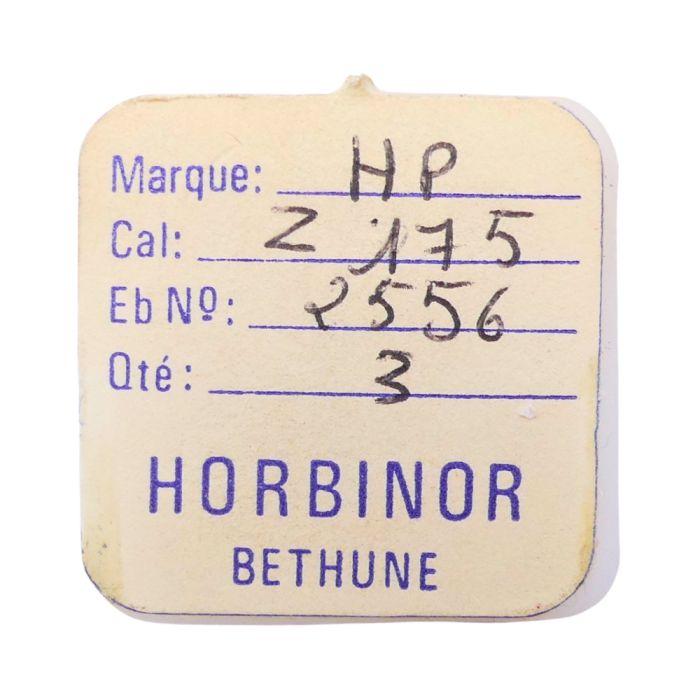 Marque: HP
Cal: Z 175
Eb Nº: 2556
Qté: 3
HORBINOR
BETHUNE